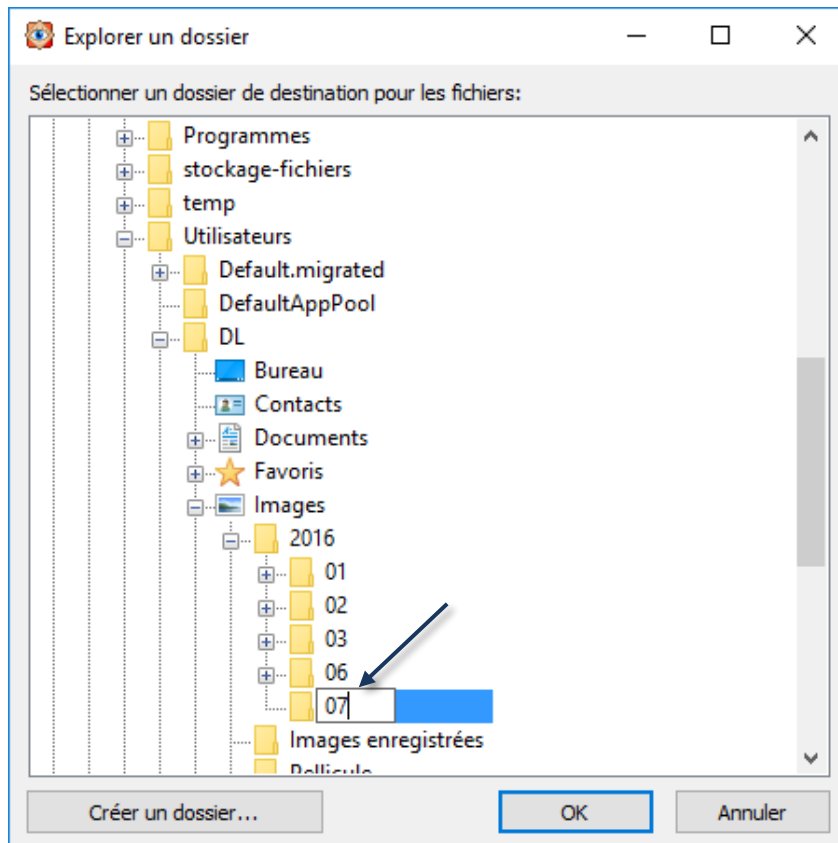 Explorer un dossier
Sélectionner un dossier de destination pour les fichiers:
Programmes
stockage-fichiers
temp
Utilisateurs
Default.migrated
DefaultAppPool
DL
Bureau
Contacts
Documents
Favoris
Images
2016
01
02
03
06
07
Images enregistrées
Pellicule
Créer un dossier... OK Annuler